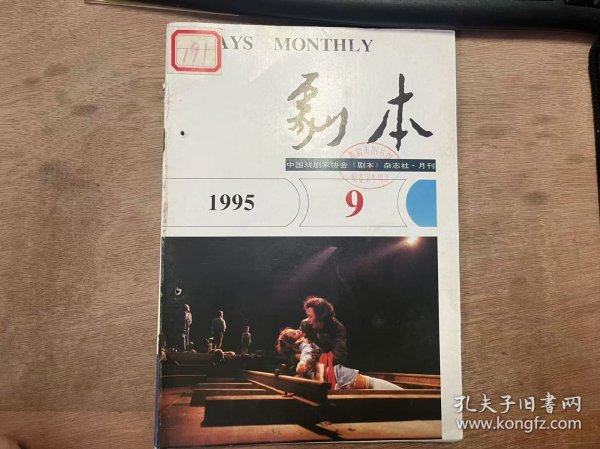 791
AYS MONTHLY
剧本
中国戏剧家协会《剧本》杂志社·月刊
1995
9
孔夫子旧书网
www.kongfz.com